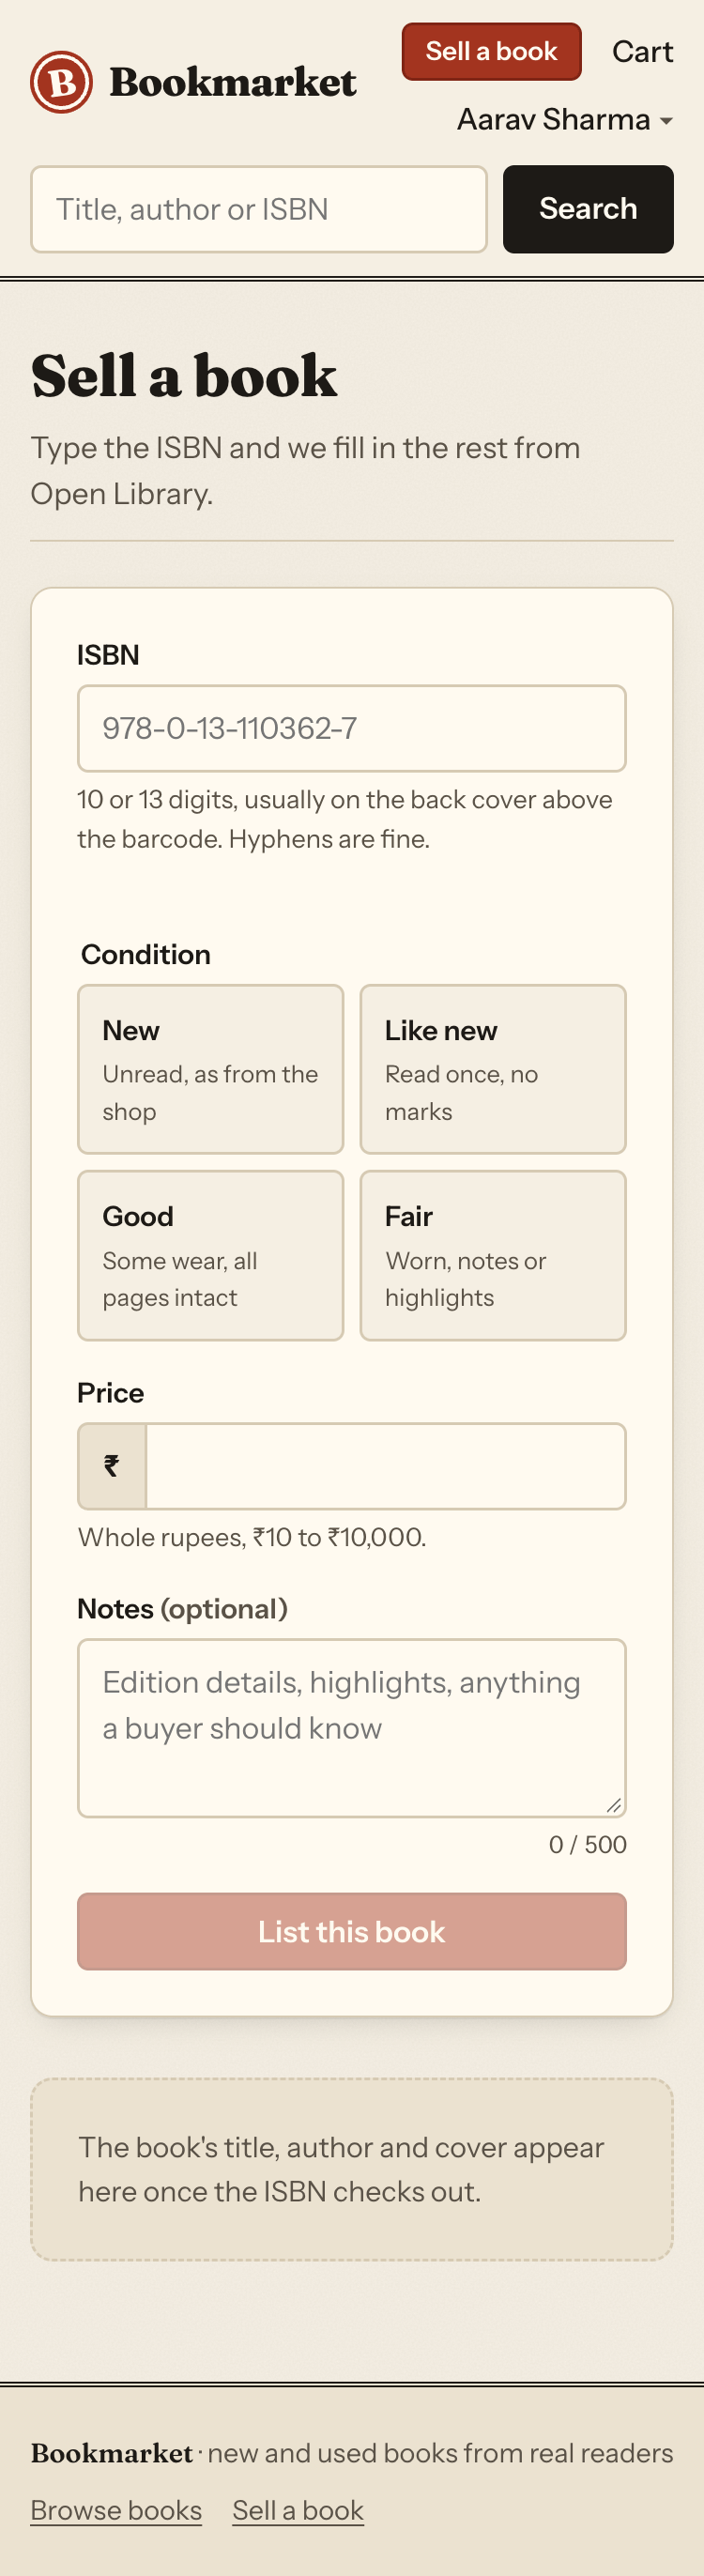 B
Bookmarket
Sell a book
Cart
Aarav Sharma
Title, author or ISBN
Search
Sell a book
Type the ISBN and we fill in the rest from
Open Library.
ISBN
978-0-13-110362-7
10 or 13 digits, usually on the back cover above
the barcode. Hyphens are fine.
Condition
New
Unread, as from the
shop
Like new
Read once, no
marks
Good
Some wear, all
pages intact
Fair
Worn, notes or
highlights
Price
₹
Whole rupees, ₹10 to ₹10,000.
Notes (optional)
Edition details, highlights, anything
a buyer should know
0 / 500
List this book
The book's title, author and cover appear
here once the ISBN checks out.
Bookmarket · new and used books from real readers
Browse books
Sell a book